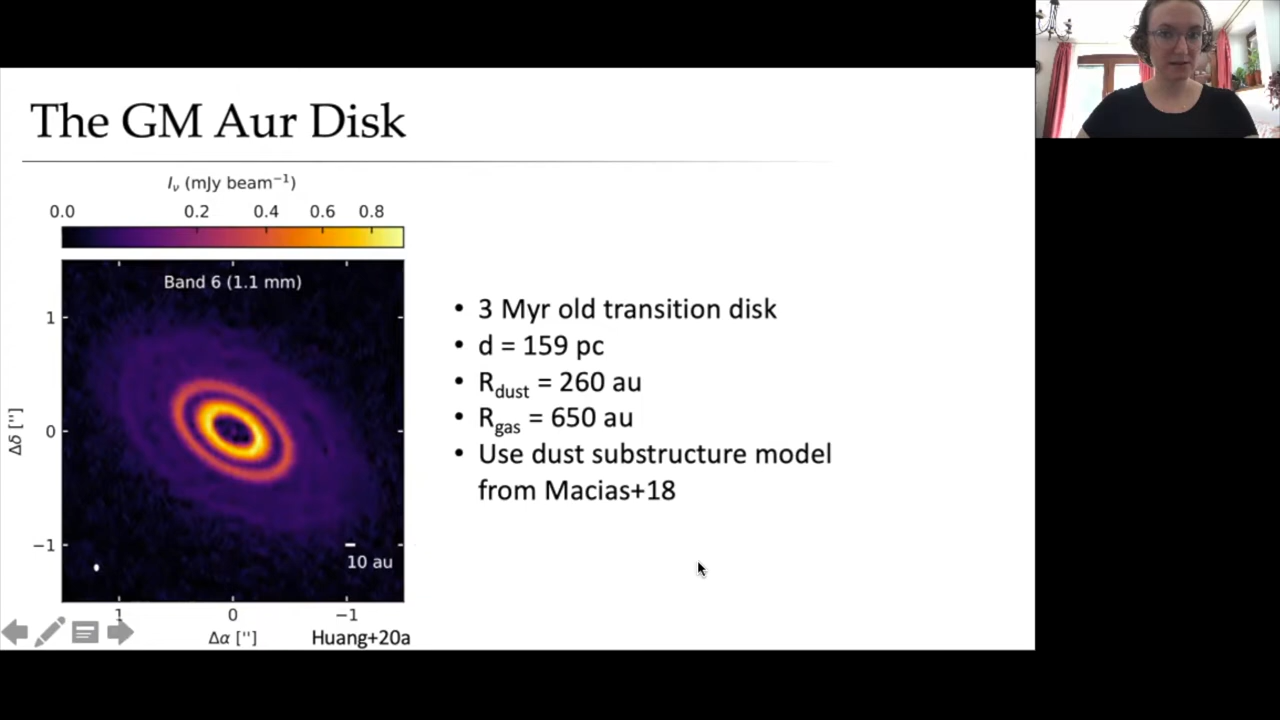 The GM Aur Disk
I_ν (mJy beam⁻¹)
0.0 0.2 0.4 0.6 0.8
Band 6 (1.1 mm)
1
0
−1
Δδ ["]
10 au
1 0 −1
Δα ["]
Huang+20a
• 3 Myr old transition disk
• d = 159 pc
• R_dust = 260 au
• R_gas = 650 au
• Use dust substructure model
from Macias+18